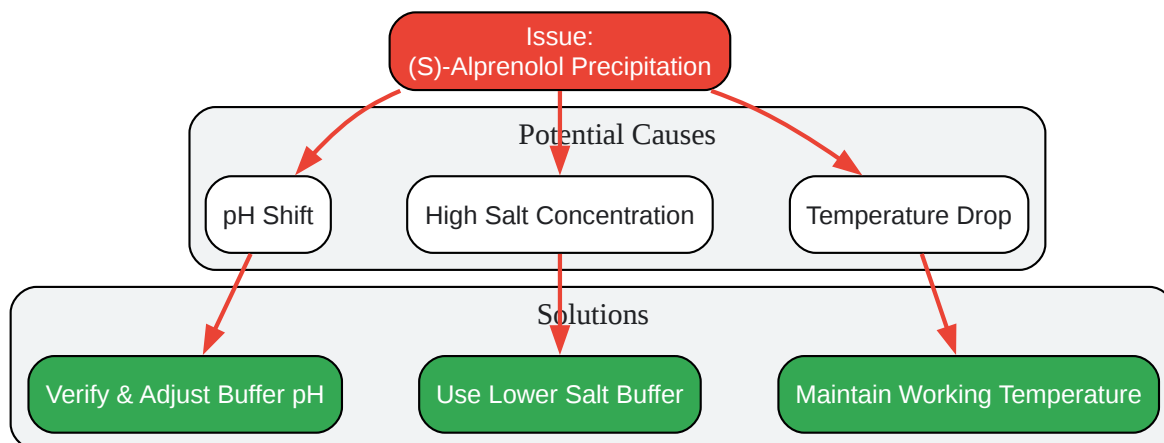 Issue:
(S)-Alprenolol Precipitation
Potential Causes
pH Shift
High Salt Concentration
Temperature Drop
Solutions
Verify & Adjust Buffer pH
Use Lower Salt Buffer
Maintain Working Temperature